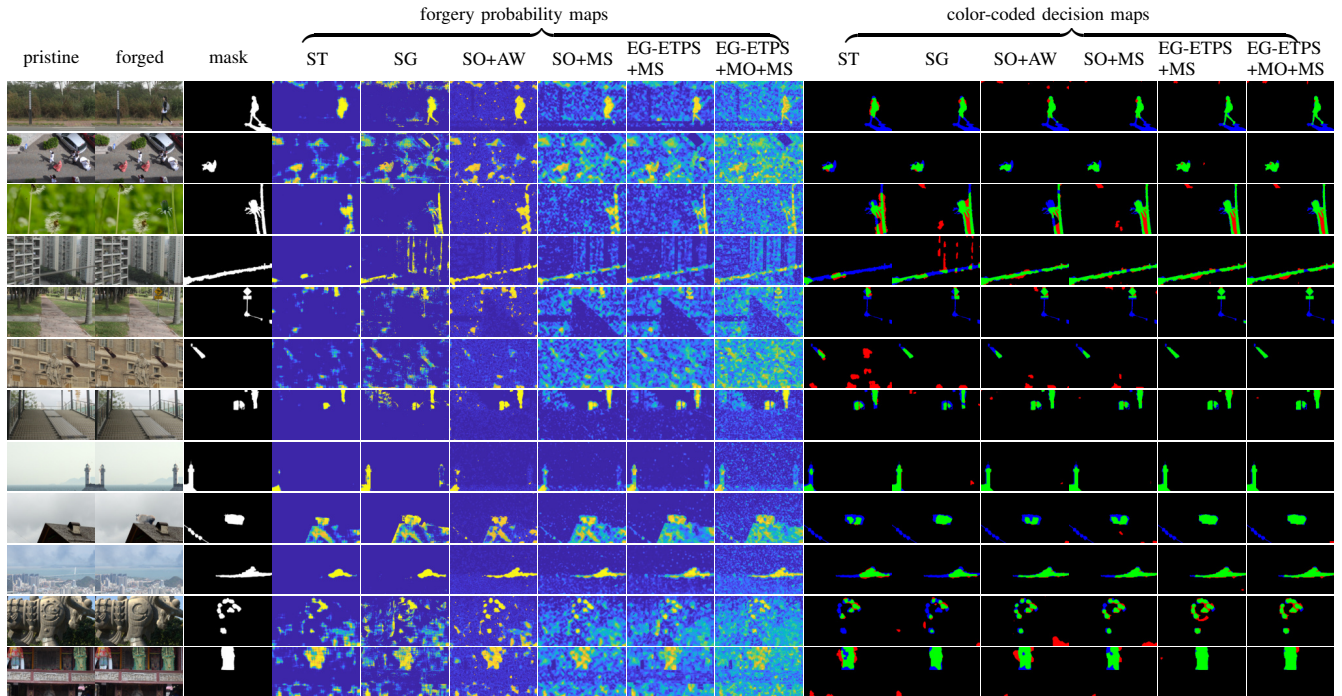 forgery probability maps color-coded decision maps
pristine forged mask ST SG SO+AW SO+MS EG-ETPS +MS EG-ETPS +MO+MS ST SG SO+AW SO+MS EG-ETPS +MS EG-ETPS +MO+MS